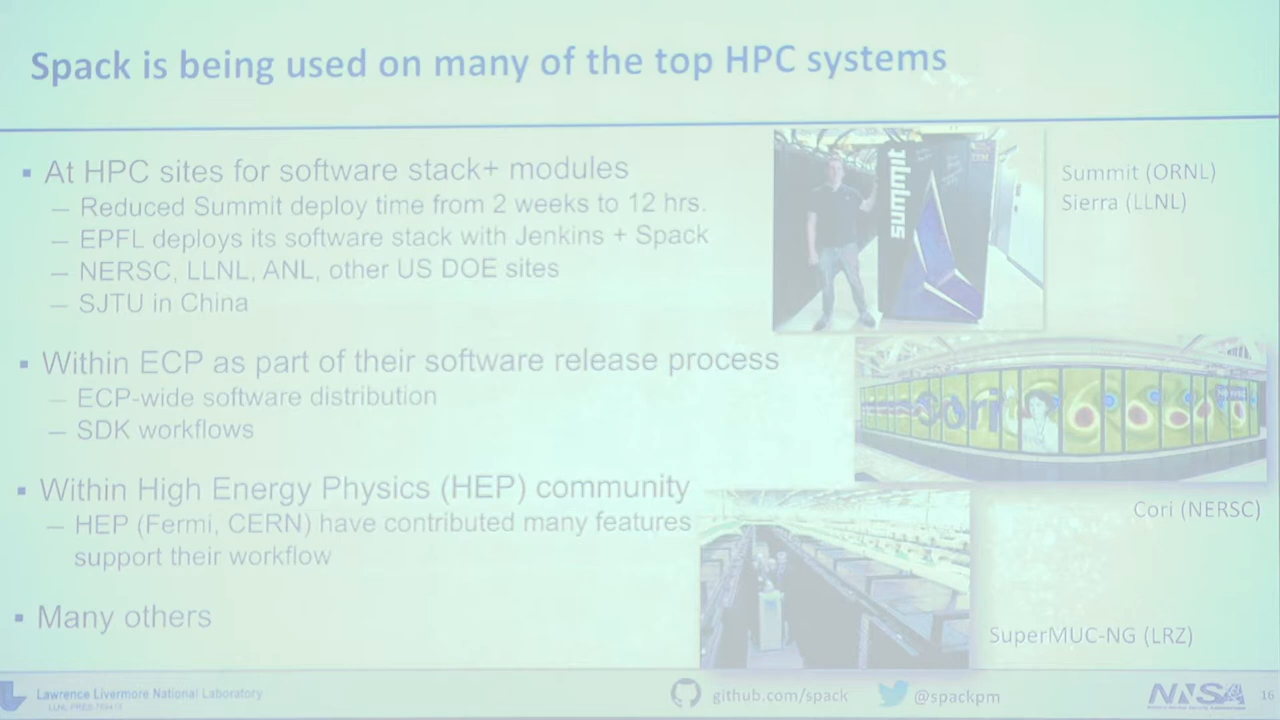 Spack is being used on many of the top HPC systems
▪ At HPC sites for software stack+ modules
– Reduced Summit deploy time from 2 weeks to 12 hrs.
– EPFL deploys its software stack with Jenkins + Spack
– NERSC, LLNL, ANL, other US DOE sites
– SJTU in China
SUMMIT
IBM
Summit (ORNL)
Sierra (LLNL)
▪ Within ECP as part of their software release process
– ECP-wide software distribution
– SDK workflows
cori
Cori (NERSC)
▪ Within High Energy Physics (HEP) community
– HEP (Fermi, CERN) have contributed many features
support their workflow
▪ Many others
SuperMUC-NG (LRZ)
Lawrence Livermore National Laboratory
github.com/spack
@spackpm
NNSA
16